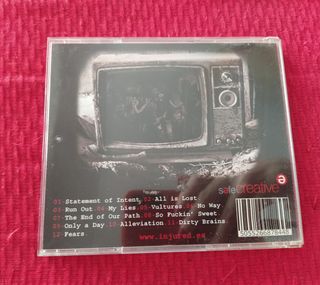 safeCreative
01·Statement of Intent. 02·All is Lost.
03·Run Out. 04·My Lies. 05·Vultures. 06·No Way.
07·The End of Our Path. 08·So Fuckin' Sweet.
09·Only a Day. 10·Alleviation. 11·Dirty Brains.
12·Fears.
www.injured.es